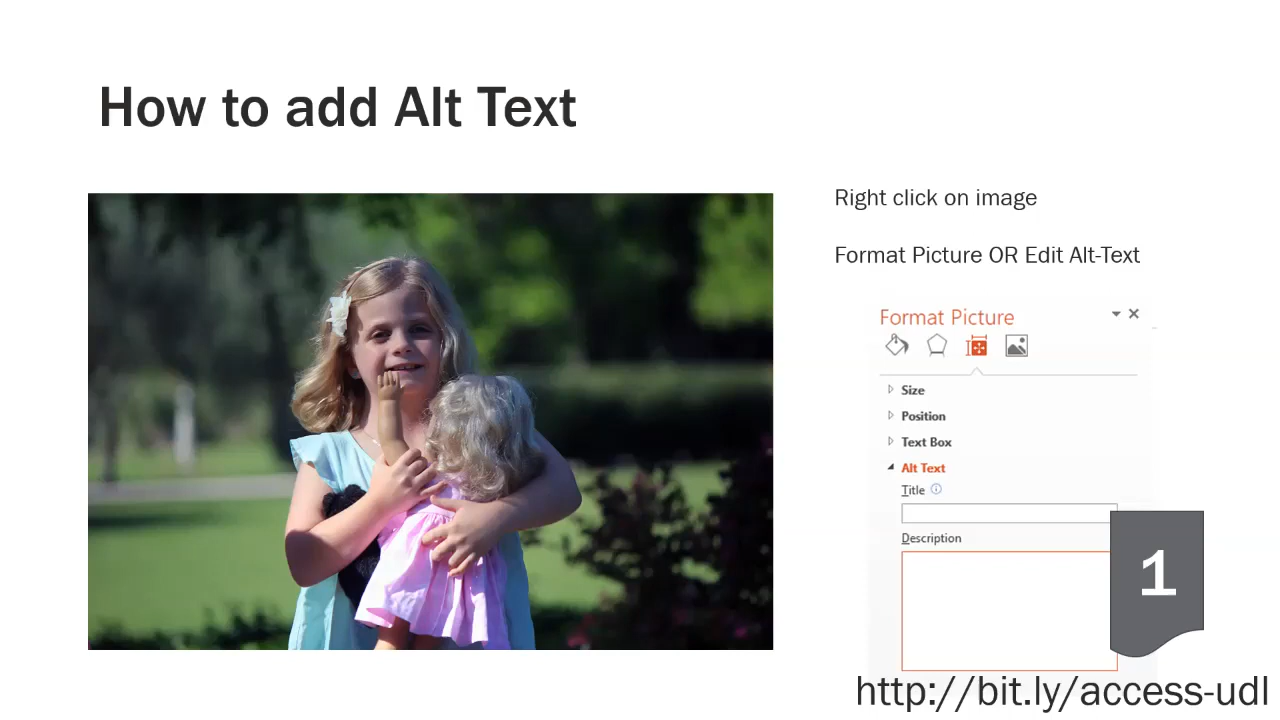 How to add Alt Text
Right click on image
Format Picture OR Edit Alt-Text
Format Picture
Size
Position
Text Box
Alt Text
Title
Description
1
http://bit.ly/access-udl